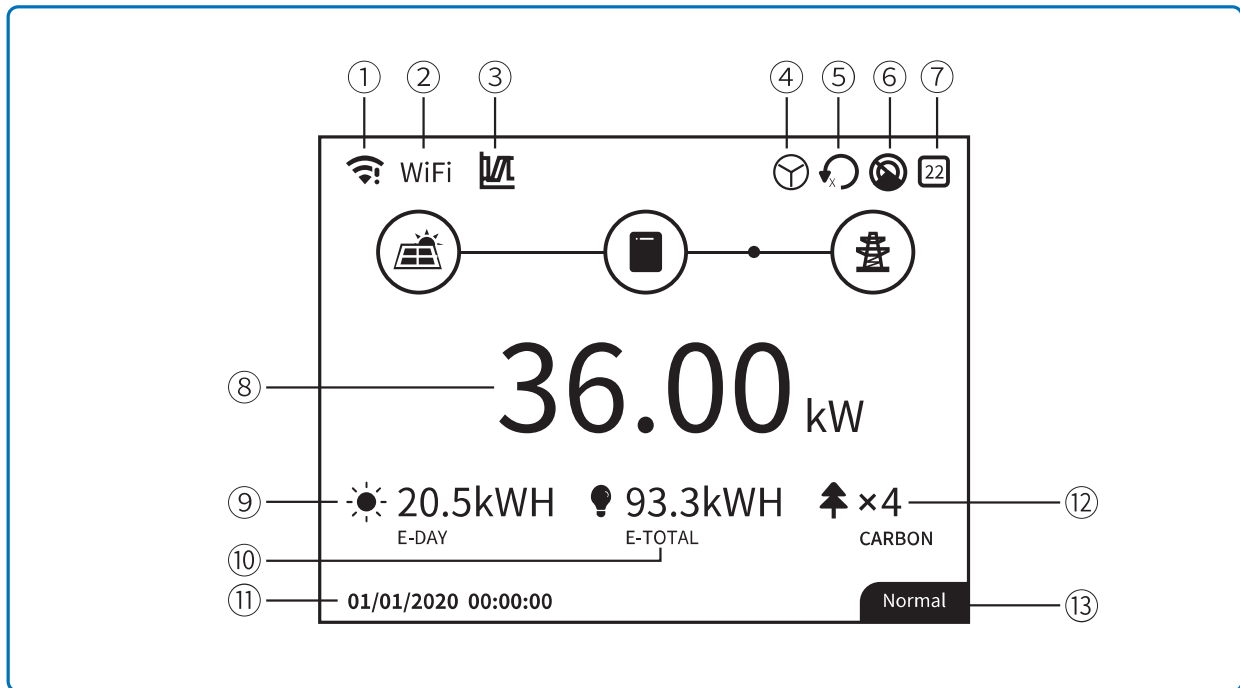 ① ② ③ ④ ⑤ ⑥ ⑦
WiFi 22
x
⑧ 36.00 kW
⑨ 20.5kWH 93.3kWH ×4 ⑫
E-DAY E-TOTAL CARBON
⑩
⑪ 01/01/2020 00:00:00 Normal ⑬